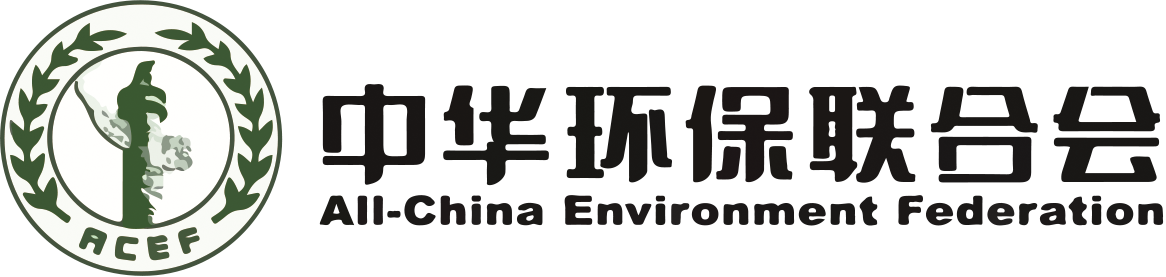 ACEF
中华环保联合会
All-China Environment Federation